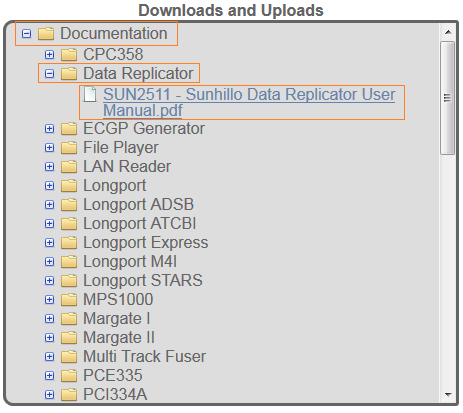 Downloads and Uploads
Documentation
CPC358
Data Replicator
SUN2511 - Sunhillo Data Replicator User
Manual.pdf
ECGP Generator
File Player
LAN Reader
Longport
Longport ADSB
Longport ATCBI
Longport Express
Longport M4I
Longport STARS
MPS1000
Margate I
Margate II
Multi Track Fuser
PCE335
PCI334A